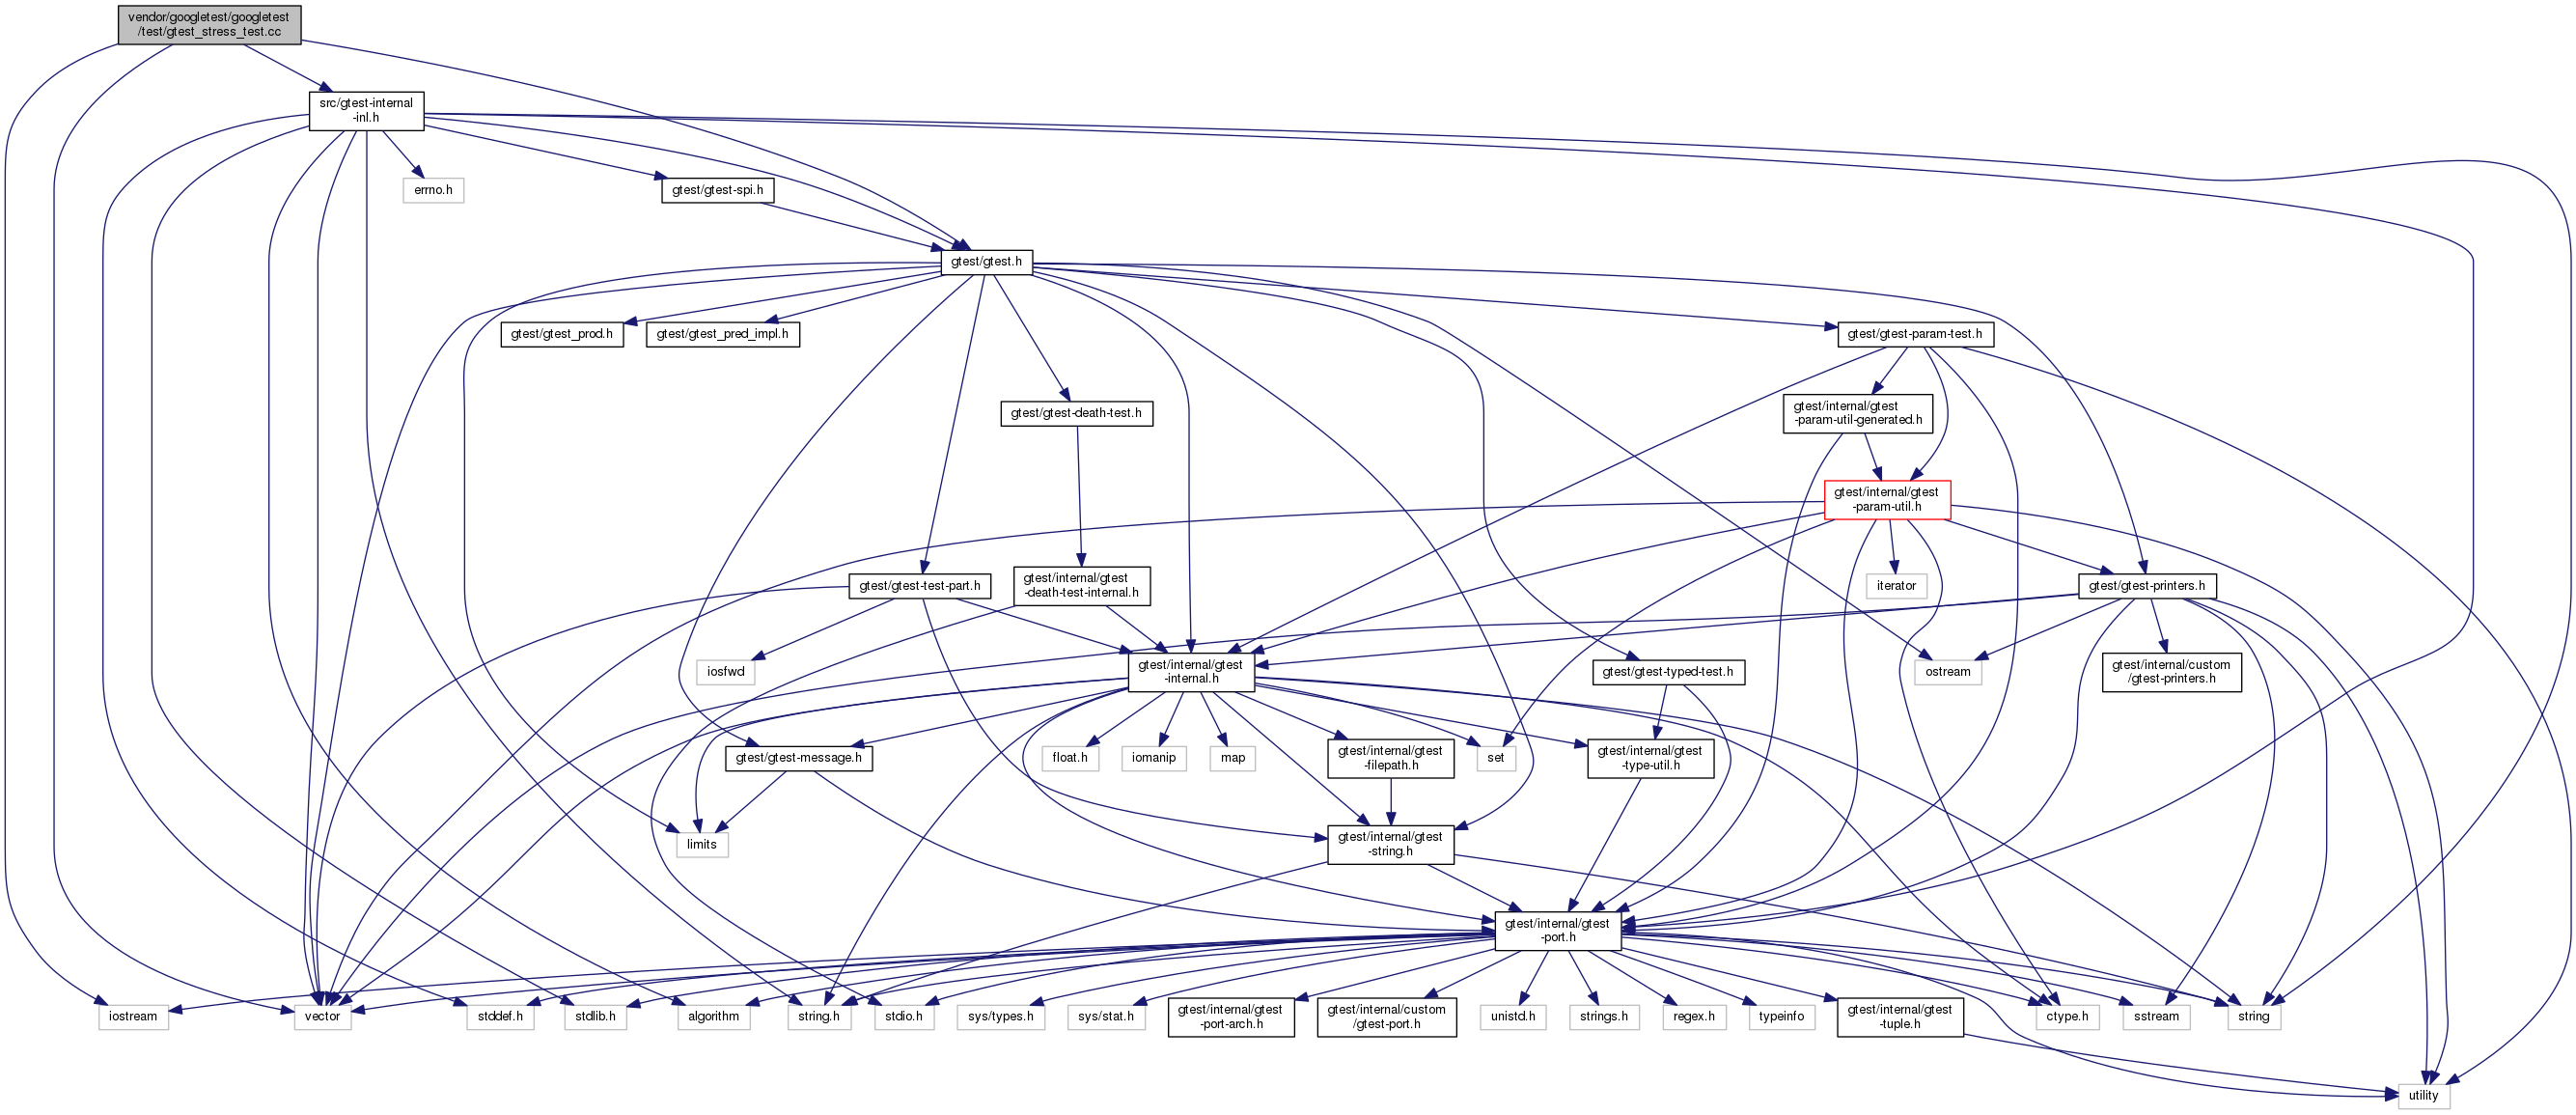 vendor/googletest/googletest
/test/gtest_stress_test.cc
src/gtest-internal
-inl.h
errno.h
gtest/gtest-spi.h
gtest/gtest.h
gtest/gtest_prod.h
gtest/gtest_pred_impl.h
gtest/gtest-param-test.h
gtest/gtest-death-test.h
gtest/internal/gtest
-param-util-generated.h
gtest/internal/gtest
-param-util.h
gtest/gtest-test-part.h
gtest/internal/gtest
-death-test-internal.h
iterator
gtest/gtest-printers.h
iosfwd
gtest/internal/gtest
-internal.h
gtest/gtest-typed-test.h
ostream
gtest/internal/custom
/gtest-printers.h
gtest/gtest-message.h
float.h
iomanip
map
gtest/internal/gtest
-filepath.h
set
gtest/internal/gtest
-type-util.h
limits
gtest/internal/gtest
-string.h
gtest/internal/gtest
-port.h
iostream
vector
stddef.h
stdlib.h
algorithm
string.h
stdio.h
sys/types.h
sys/stat.h
gtest/internal/gtest
-port-arch.h
gtest/internal/custom
/gtest-port.h
unistd.h
strings.h
regex.h
typeinfo
gtest/internal/gtest
-tuple.h
ctype.h
sstream
string
utility